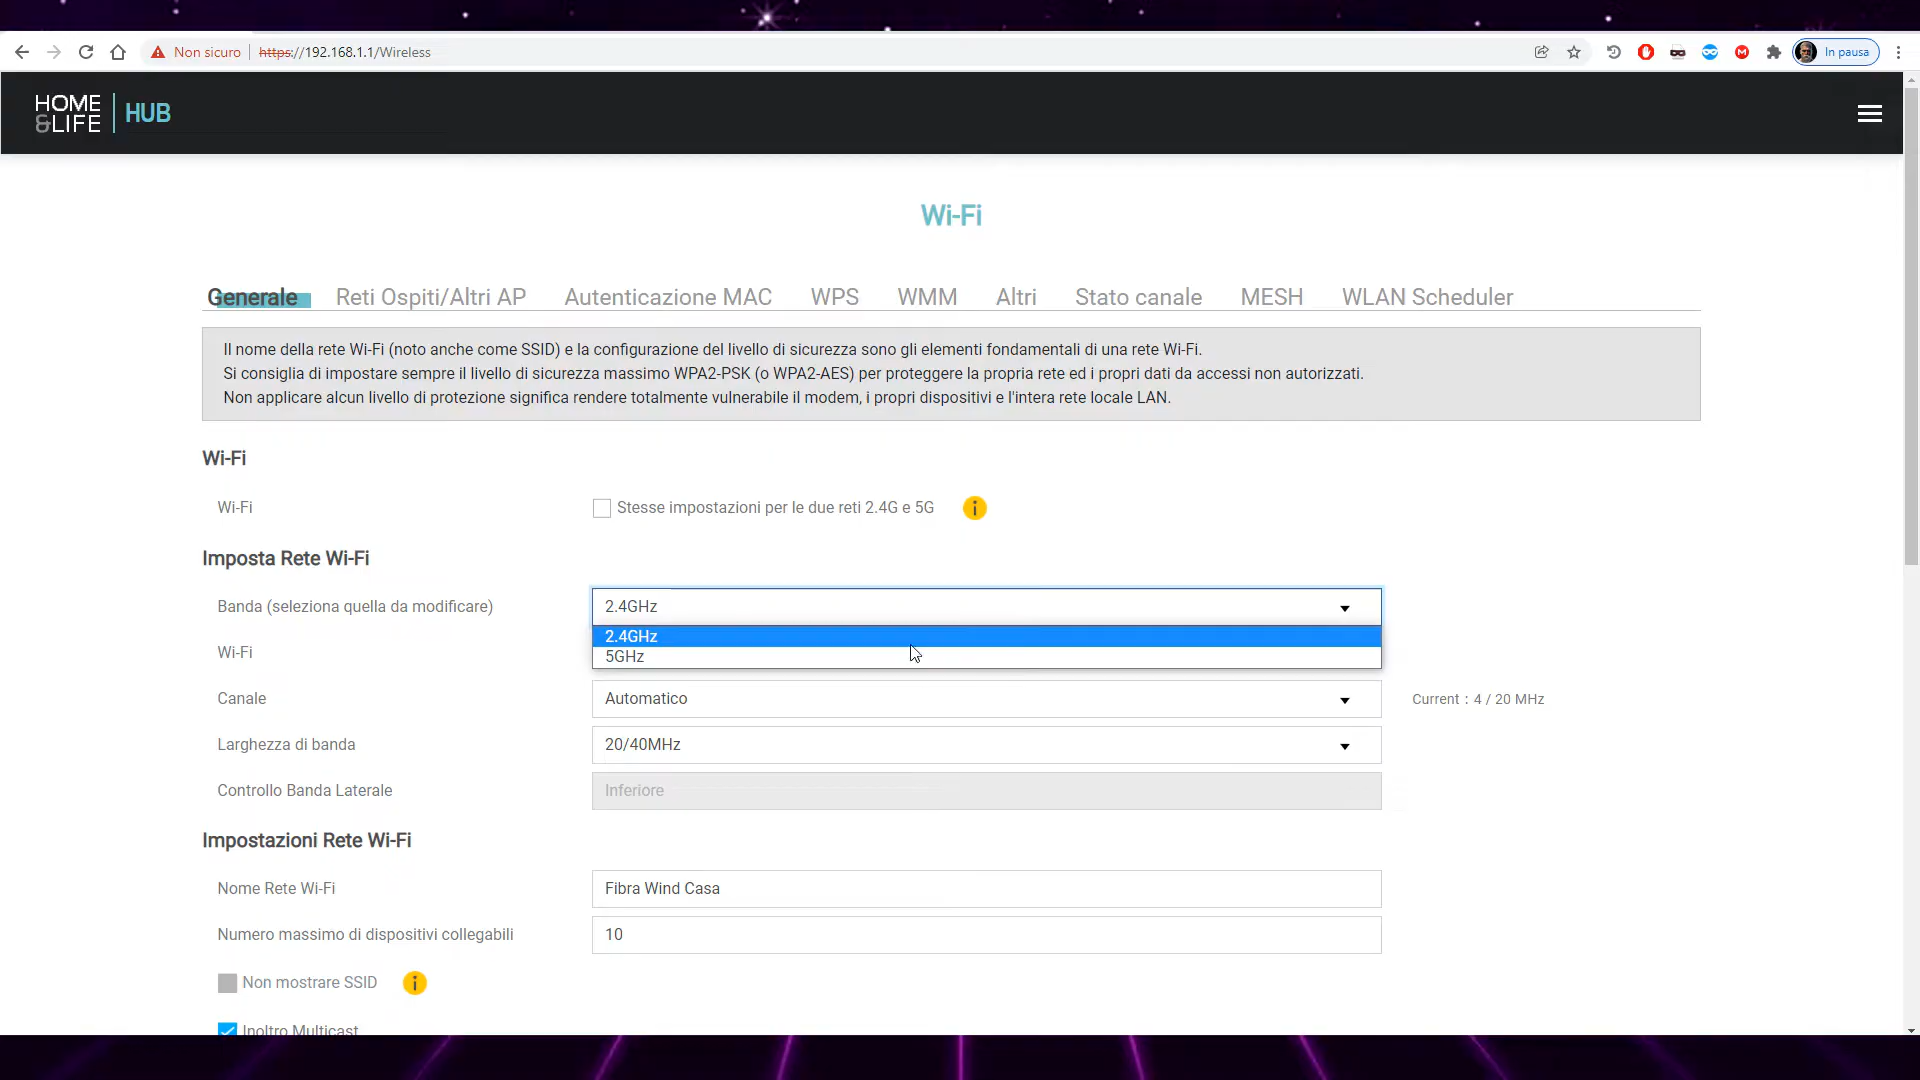 Non sicuro
https://192.168.1.1/Wireless
In pausa
HOME
&LIFE
HUB
Wi-Fi
Generale
Reti Ospiti/Altri AP
Autenticazione MAC
WPS
WMM
Altri
Stato canale
MESH
WLAN Scheduler
Il nome della rete Wi-Fi (noto anche come SSID) e la configurazione del livello di sicurezza sono gli elementi fondamentali di una rete Wi-Fi.
Si consiglia di impostare sempre il livello di sicurezza massimo WPA2-PSK (o WPA2-AES) per proteggere la propria rete ed i propri dati da accessi non autorizzati.
Non applicare alcun livello di protezione significa rendere totalmente vulnerabile il modem, i propri dispositivi e l'intera rete locale LAN.
Wi-Fi
Wi-Fi
Stesse impostazioni per le due reti 2.4G e 5G
Imposta Rete Wi-Fi
Banda (seleziona quella da modificare)
2.4GHz
2.4GHz
5GHz
Wi-Fi
Canale
Automatico
Current : 4 / 20 MHz
Larghezza di banda
20/40MHz
Controllo Banda Laterale
Inferiore
Impostazioni Rete Wi-Fi
Nome Rete Wi-Fi
Fibra Wind Casa
Numero massimo di dispositivi collegabili
10
Non mostrare SSID
Inoltro Multicast